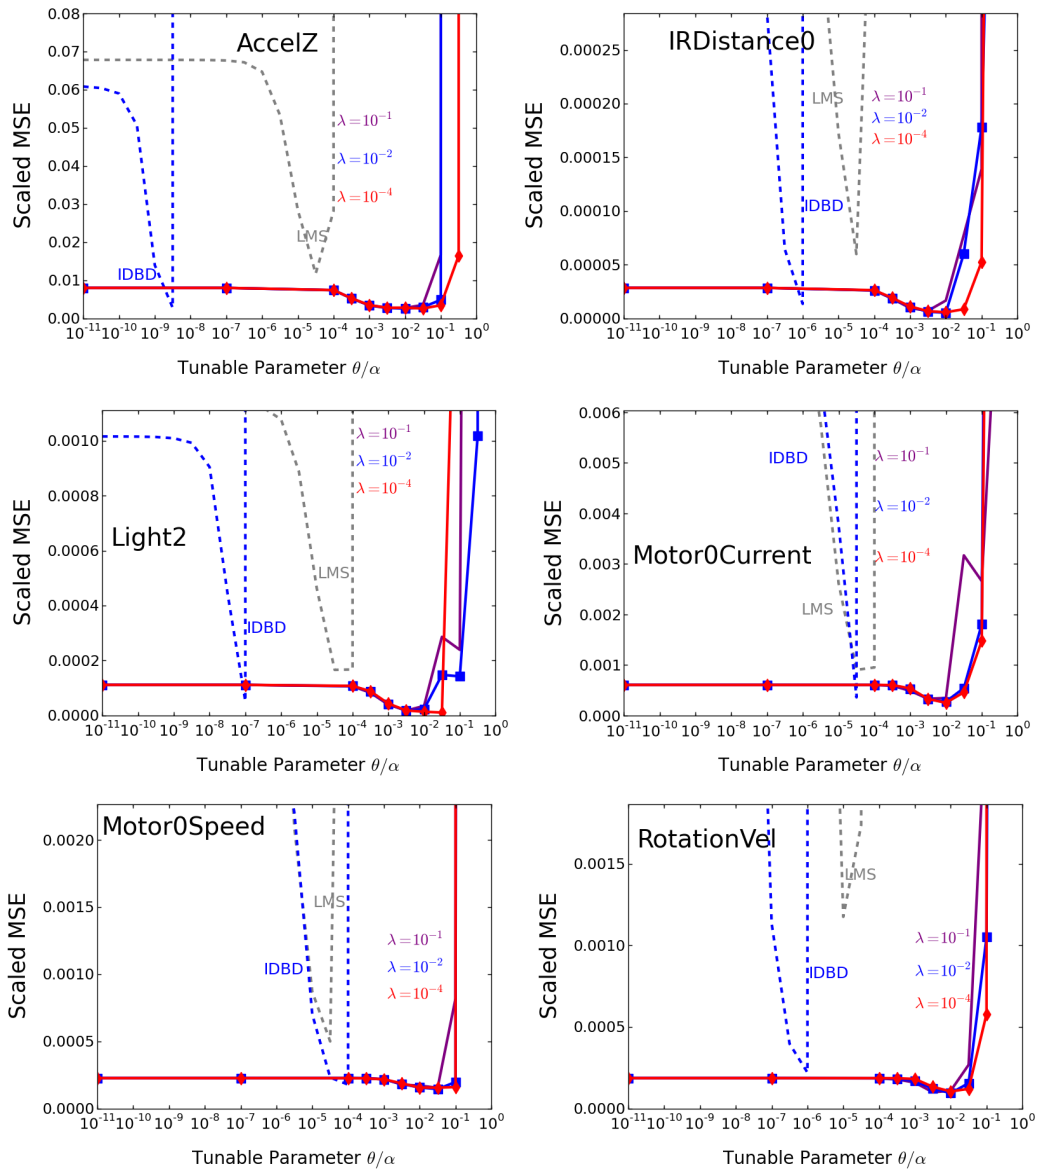 AccelZ
Scaled MSE
0.08
0.07
0.06
0.05
0.04
0.03
0.02
0.01
0.00
λ=10⁻¹
λ=10⁻²
λ=10⁻⁴
LMS
IDBD
10⁻¹¹ 10⁻¹⁰ 10⁻⁹ 10⁻⁸ 10⁻⁷ 10⁻⁶ 10⁻⁵ 10⁻⁴ 10⁻³ 10⁻² 10⁻¹ 10⁰
Tunable Parameter θ/α
IRDistance0
Scaled MSE
0.00025
0.00020
0.00015
0.00010
0.00005
0.00000
LMS
λ=10⁻¹
λ=10⁻²
λ=10⁻⁴
IDBD
10⁻¹¹ 10⁻¹⁰ 10⁻⁹ 10⁻⁸ 10⁻⁷ 10⁻⁶ 10⁻⁵ 10⁻⁴ 10⁻³ 10⁻² 10⁻¹ 10⁰
Tunable Parameter θ/α
Light2
Scaled MSE
0.0010
0.0008
0.0006
0.0004
0.0002
0.0000
λ=10⁻¹
λ=10⁻²
λ=10⁻⁴
LMS
IDBD
10⁻¹¹ 10⁻¹⁰ 10⁻⁹ 10⁻⁸ 10⁻⁷ 10⁻⁶ 10⁻⁵ 10⁻⁴ 10⁻³ 10⁻² 10⁻¹ 10⁰
Tunable Parameter θ/α
Motor0Current
Scaled MSE
0.006
0.005
0.004
0.003
0.002
0.001
0.000
IDBD
λ=10⁻¹
λ=10⁻²
λ=10⁻⁴
LMS
10⁻¹¹ 10⁻¹⁰ 10⁻⁹ 10⁻⁸ 10⁻⁷ 10⁻⁶ 10⁻⁵ 10⁻⁴ 10⁻³ 10⁻² 10⁻¹ 10⁰
Tunable Parameter θ/α
Motor0Speed
Scaled MSE
0.0020
0.0015
0.0010
0.0005
0.0000
LMS
λ=10⁻¹
λ=10⁻²
λ=10⁻⁴
IDBD
10⁻¹¹ 10⁻¹⁰ 10⁻⁹ 10⁻⁸ 10⁻⁷ 10⁻⁶ 10⁻⁵ 10⁻⁴ 10⁻³ 10⁻² 10⁻¹ 10⁰
Tunable Parameter θ/α
RotationVel
Scaled MSE
0.0015
0.0010
0.0005
0.0000
LMS
λ=10⁻¹
λ=10⁻²
λ=10⁻⁴
IDBD
10⁻¹¹ 10⁻¹⁰ 10⁻⁹ 10⁻⁸ 10⁻⁷ 10⁻⁶ 10⁻⁵ 10⁻⁴ 10⁻³ 10⁻² 10⁻¹ 10⁰
Tunable Parameter θ/α